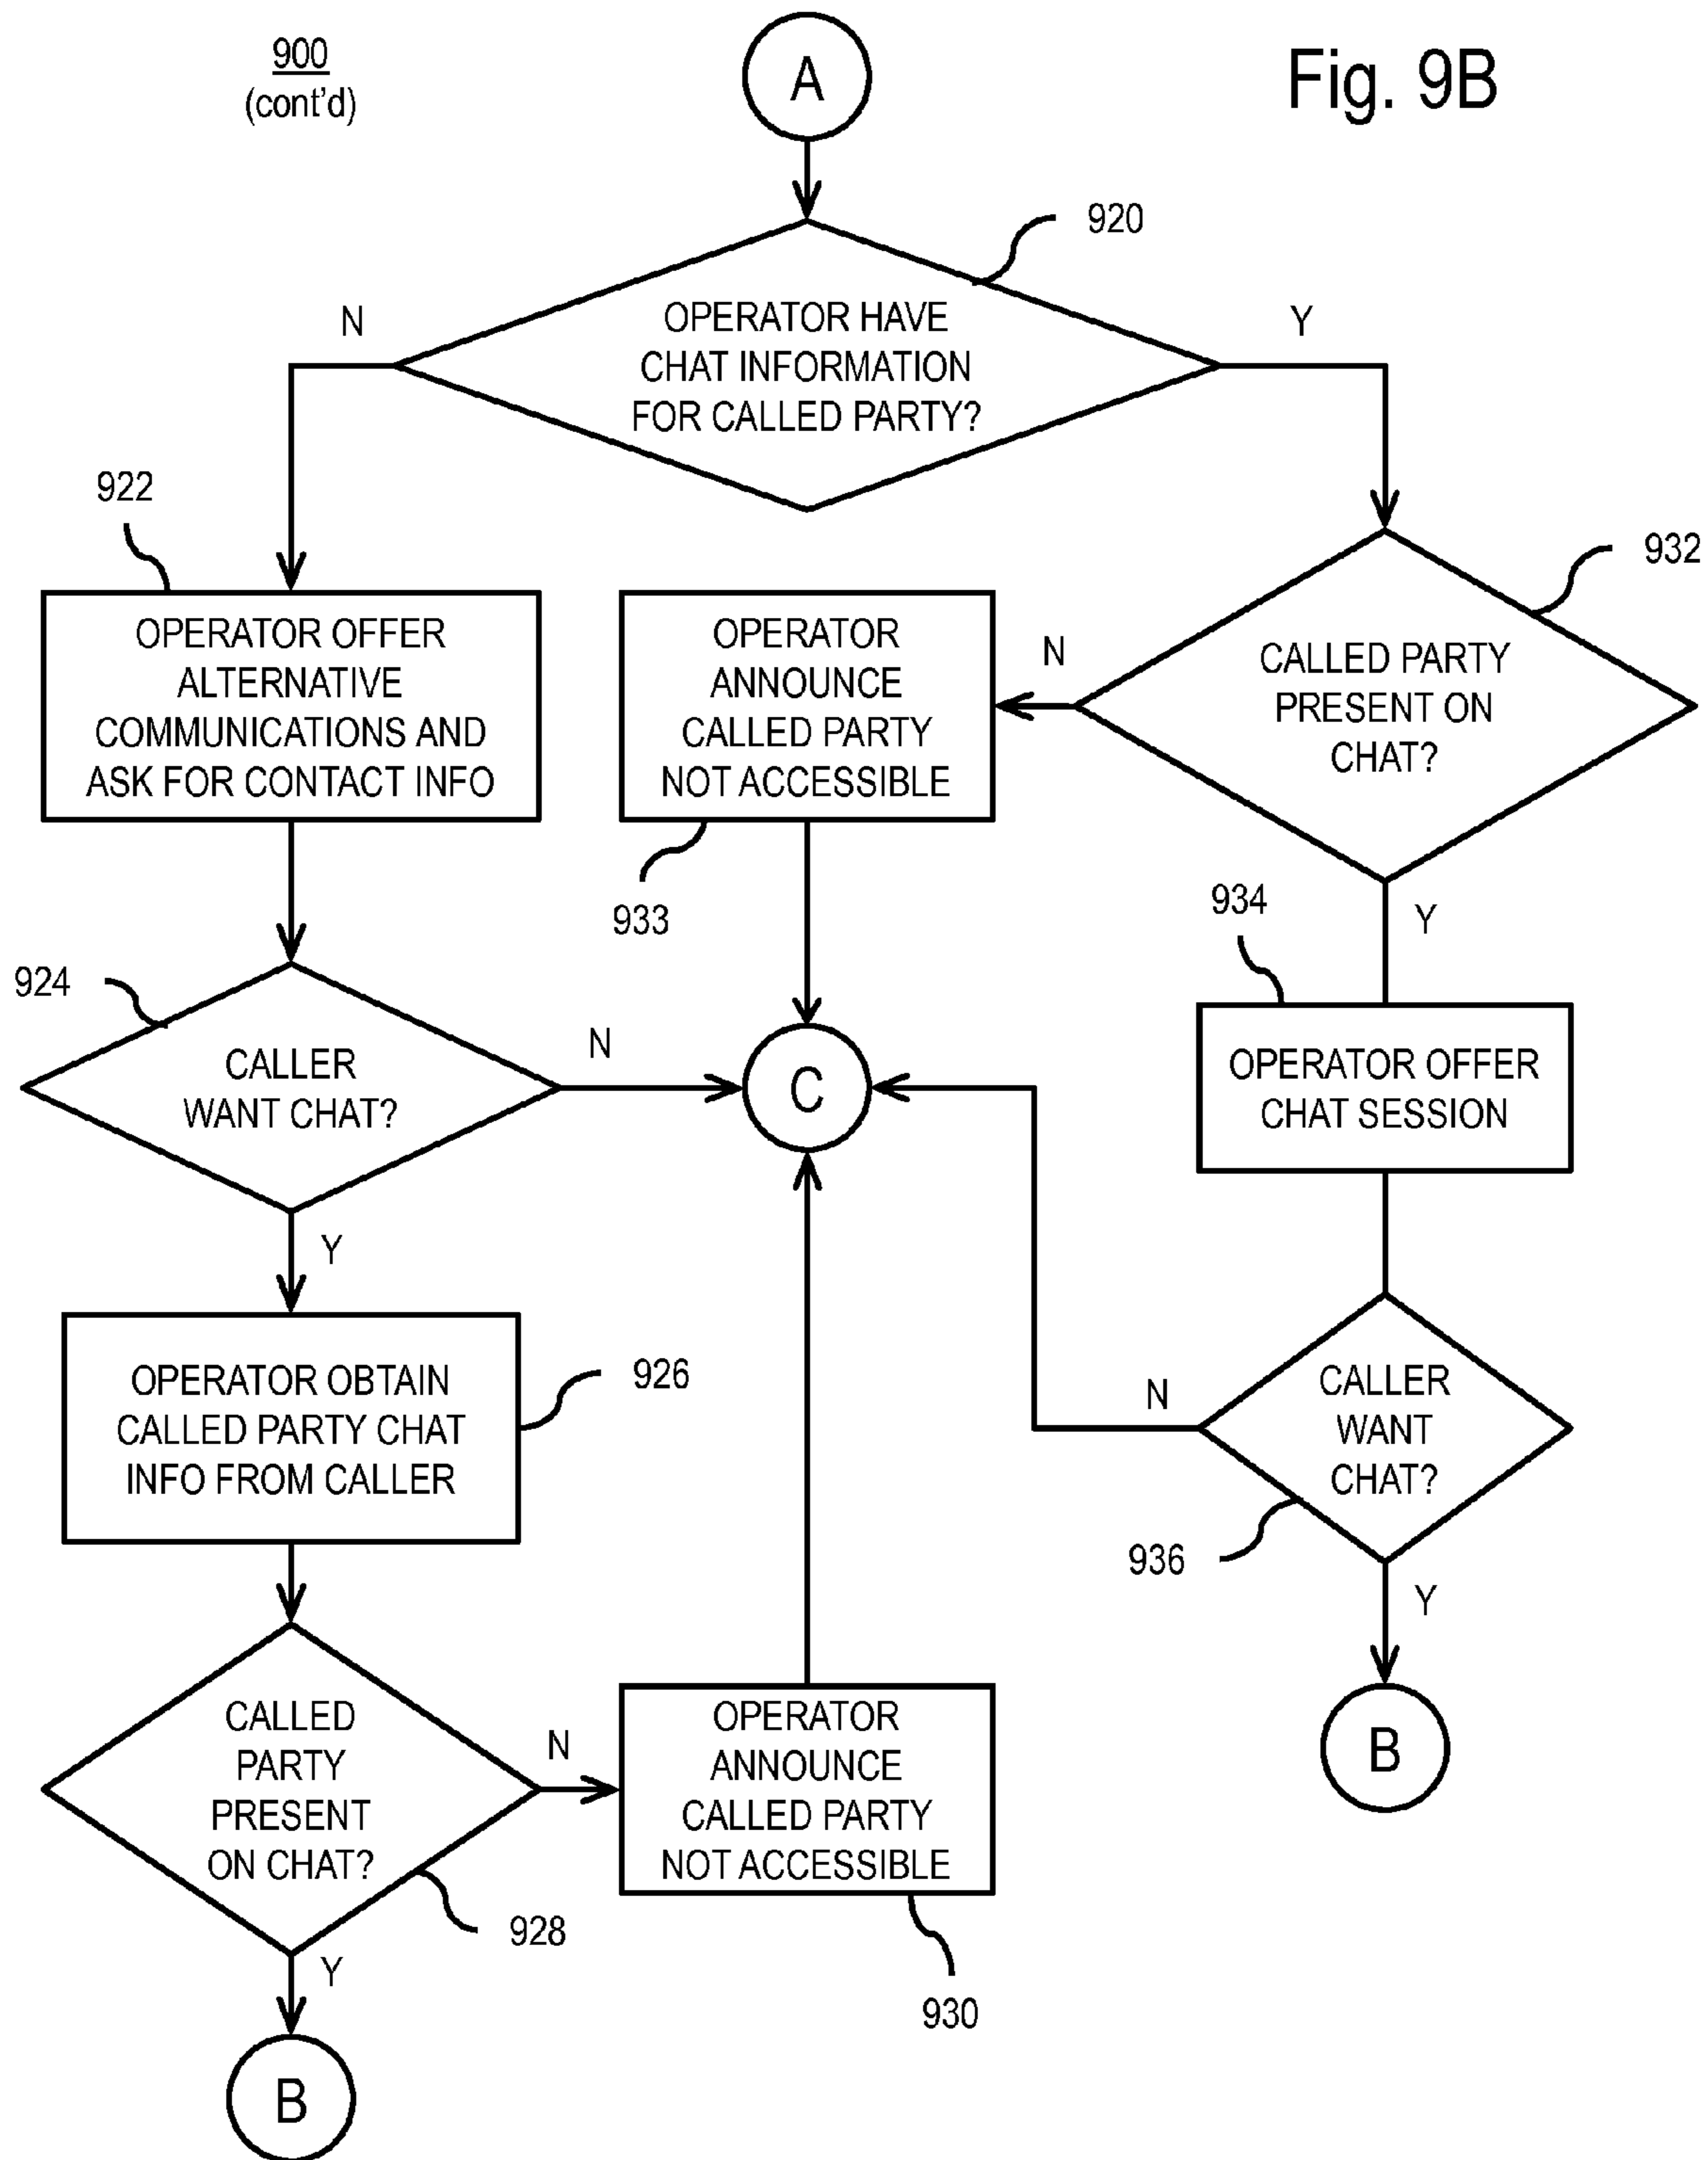 900
(cont'd)
A
Fig. 9B
920
N
OPERATOR HAVE
CHAT INFORMATION
FOR CALLED PARTY?
Y
922
OPERATOR OFFER
ALTERNATIVE
COMMUNICATIONS AND
ASK FOR CONTACT INFO
OPERATOR
ANNOUNCE
CALLED PARTY
NOT ACCESSIBLE
933
N
932
CALLED PARTY
PRESENT ON
CHAT?
Y
924
CALLER
WANT CHAT?
N
C
934
OPERATOR OFFER
CHAT SESSION
Y
OPERATOR OBTAIN
CALLED PARTY CHAT
INFO FROM CALLER
926
N
CALLER
WANT
CHAT?
936
Y
B
CALLED
PARTY
PRESENT
ON CHAT?
N
928
OPERATOR
ANNOUNCE
CALLED PARTY
NOT ACCESSIBLE
930
Y
B